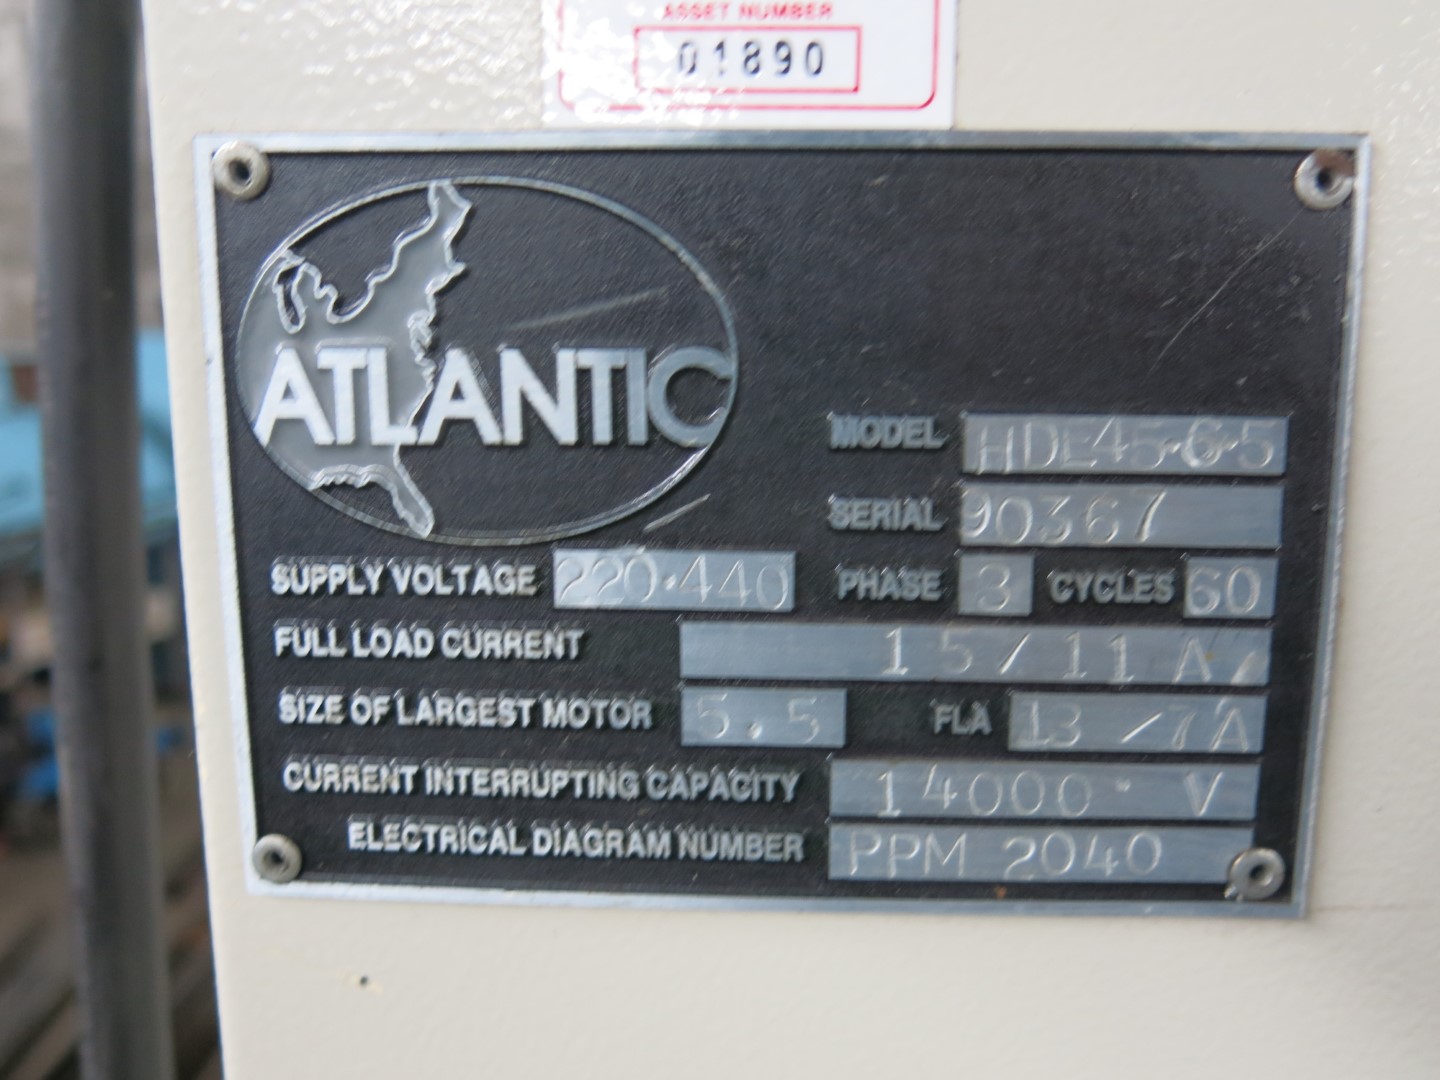 ASSET NUMBER
01890
ATLANTIC
MODEL HDE45-6-5
SERIAL 90367
SUPPLY VOLTAGE 220-440 PHASE 3 CYCLES 60
FULL LOAD CURRENT 15/11 A
SIZE OF LARGEST MOTOR 5.5 FLA 13/7A
CURRENT INTERRUPTING CAPACITY 14000 V
ELECTRICAL DIAGRAM NUMBER PPM 2040